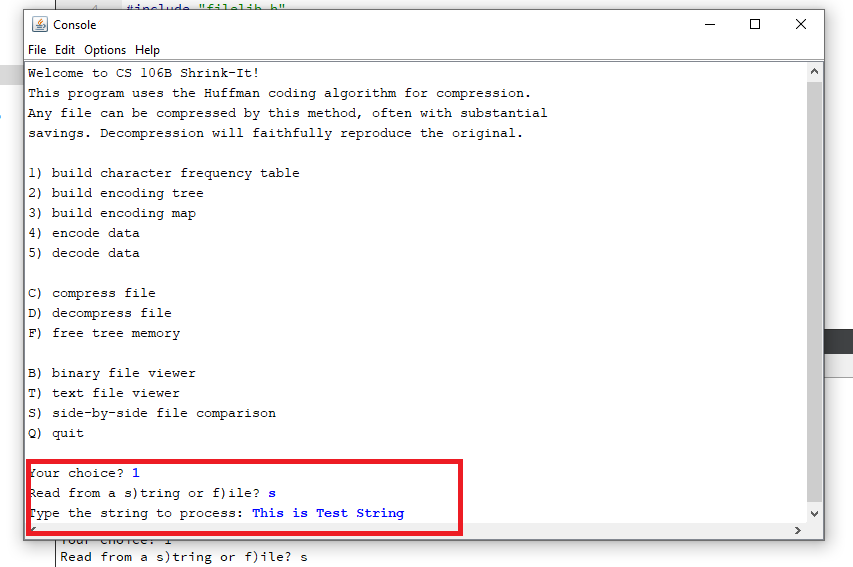 #include "filelib.h"
Console
File Edit Options Help
Welcome to CS 106B Shrink-It!
This program uses the Huffman coding algorithm for compression.
Any file can be compressed by this method, often with substantial
savings. Decompression will faithfully reproduce the original.
1) build character frequency table
2) build encoding tree
3) build encoding map
4) encode data
5) decode data
C) compress file
D) decompress file
F) free tree memory
B) binary file viewer
T) text file viewer
S) side-by-side file comparison
Q) quit
Your choice? 1
Read from a s)tring or f)ile? s
Type the string to process: This is Test String
Your choice? 1
Read from a s)tring or f)ile? s